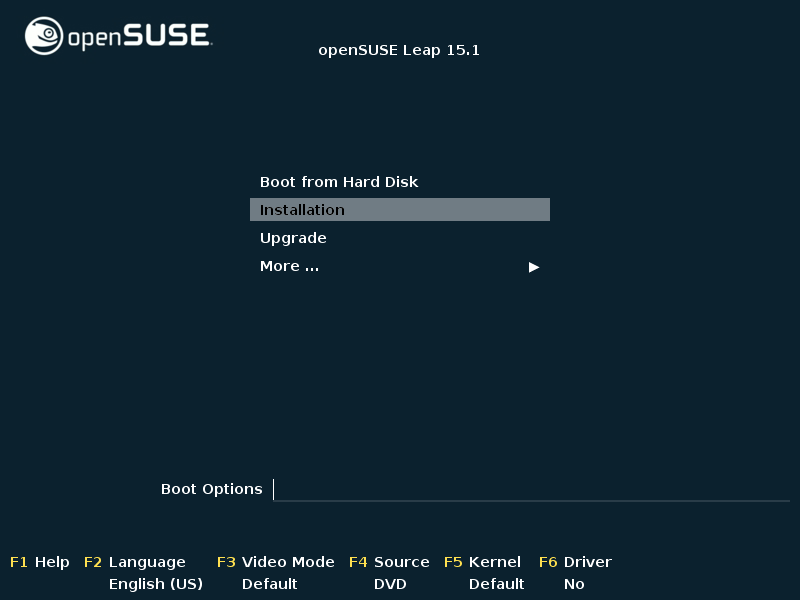 openSUSE.
openSUSE Leap 15.1
Boot from Hard Disk
Installation
Upgrade
More ...
Boot Options
F1 Help F2 Language F3 Video Mode F4 Source F5 Kernel F6 Driver
English (US) Default DVD Default No